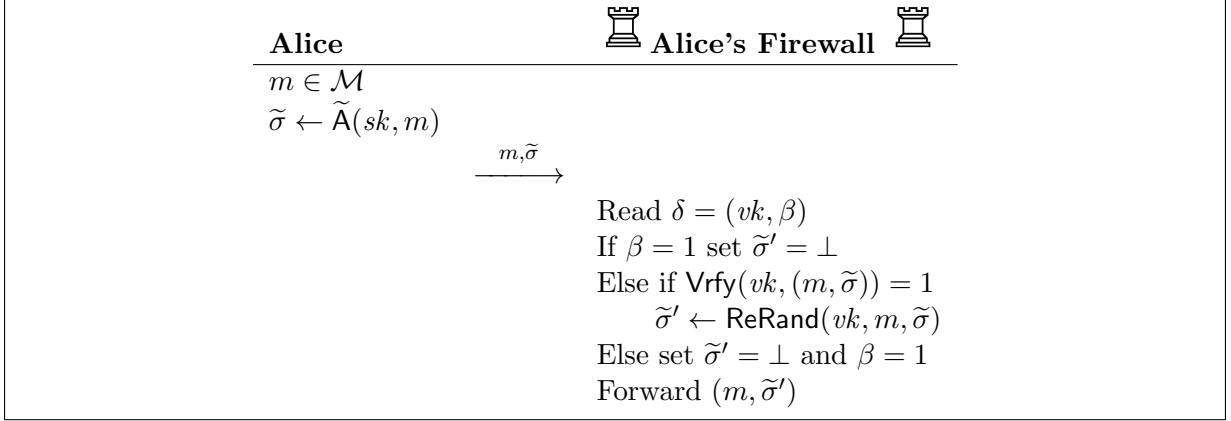 Alice Alice's Firewall
m ∈ ℳ
σ̃ ← Ã(sk, m)
m,σ̃
Read δ = (vk, β)
If β = 1 set σ̃′ = ⊥
Else if Vrfy(vk, (m, σ̃)) = 1
σ̃′ ← ReRand(vk, m, σ̃)
Else set σ̃′ = ⊥ and β = 1
Forward (m, σ̃′)